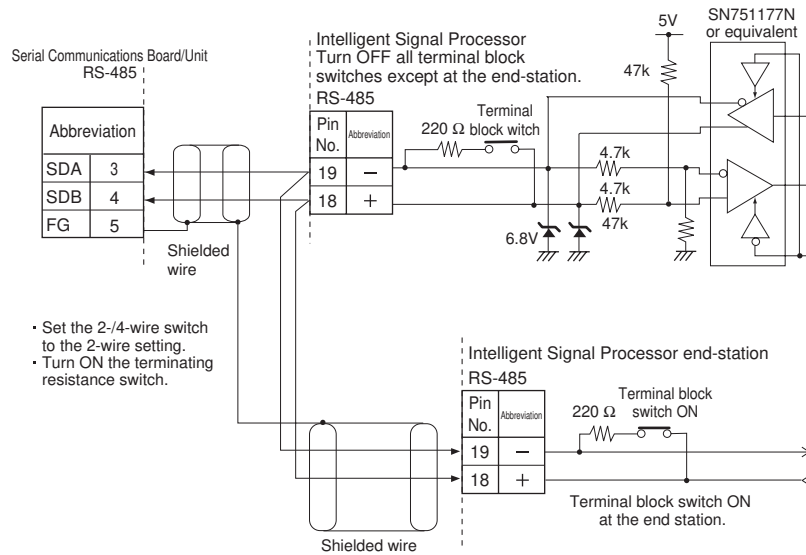 Serial Communications Board/Unit
RS-485
Abbreviation
SDA 3
SDB 4
FG 5
Shielded
wire
· Set the 2-/4-wire switch
to the 2-wire setting.
· Turn ON the terminating
resistance switch.
Intelligent Signal Processor
Turn OFF all terminal block
switches except at the end-station.
RS-485
Pin
No.
Abbreviation
19 −
18 +
Terminal
block witch
220 Ω
5V
47k
4.7k
4.7k
47k
6.8V
SN751177N
or equivalent
Intelligent Signal Processor end-station
RS-485
Pin
No.
Abbreviation
19 −
18 +
Terminal block
switch ON
220 Ω
Terminal block switch ON
at the end station.
Shielded wire